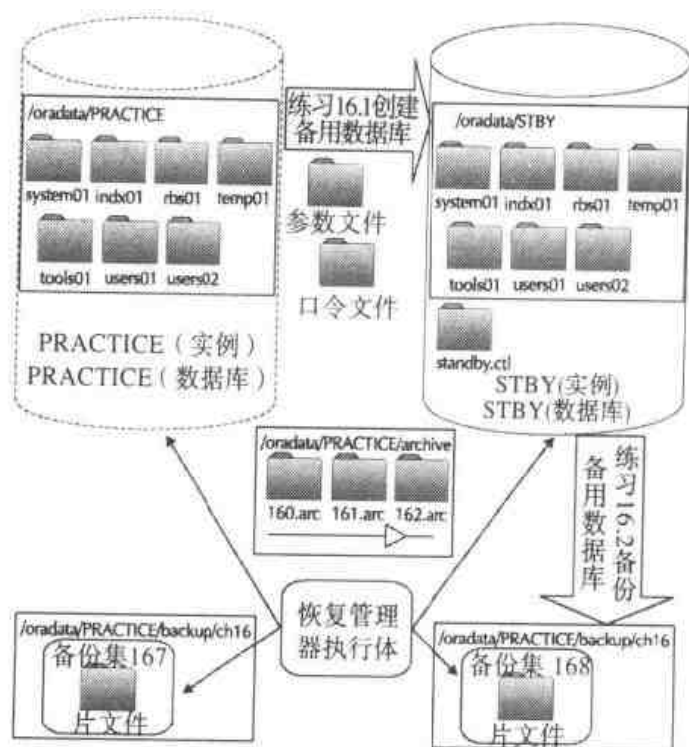 /oradata/PRACTICE
system01 indx01 rbs01 temp01
tools01 users01 users02
PRACTICE（实例）
PRACTICE（数据库）
练习16.1创建
备用数据库
参数文件
口令文件
/oradata/STBY
system01 indx01 rbs01 temp01
tools01 users01 users02
standby.ctl
STBY(实例)
STBY(数据库)
/oradata/PRACTICE/archive
160.arc 161.arc 162.arc
练习16.2备份
备用数据库
恢复管理
器执行体
/oradata/PRACTICE/backup/ch16
备份集167
片文件
/oradata/PRACTICE/backup/ch16
备份集 168
片文件